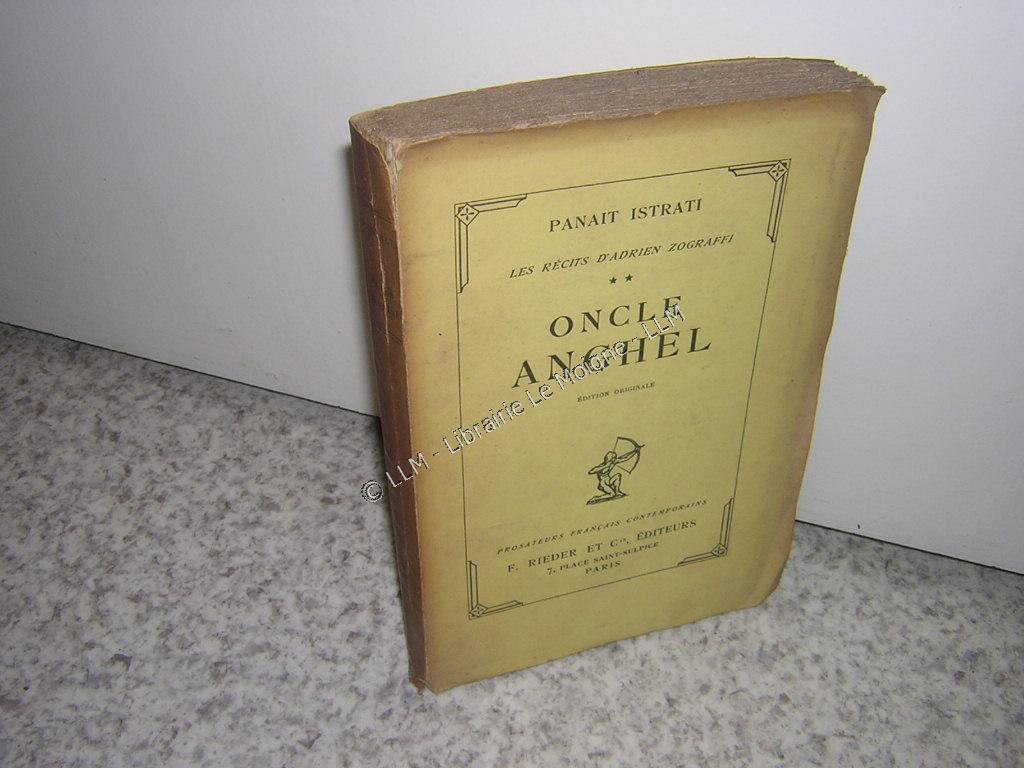 PANAIT ISTRATI
LES RÉCITS D'ADRIEN ZOGRAFFI
★ ★
ONCLE
ANGHEL
ÉDITION ORIGINALE
PROSATEURS FRANÇAIS CONTEMPORAINS
F. RIEDER ET Cie, ÉDITEURS
7, PLACE SAINT-SULPICE
PARIS
© LLM - Librairie Le Moigne - LLM